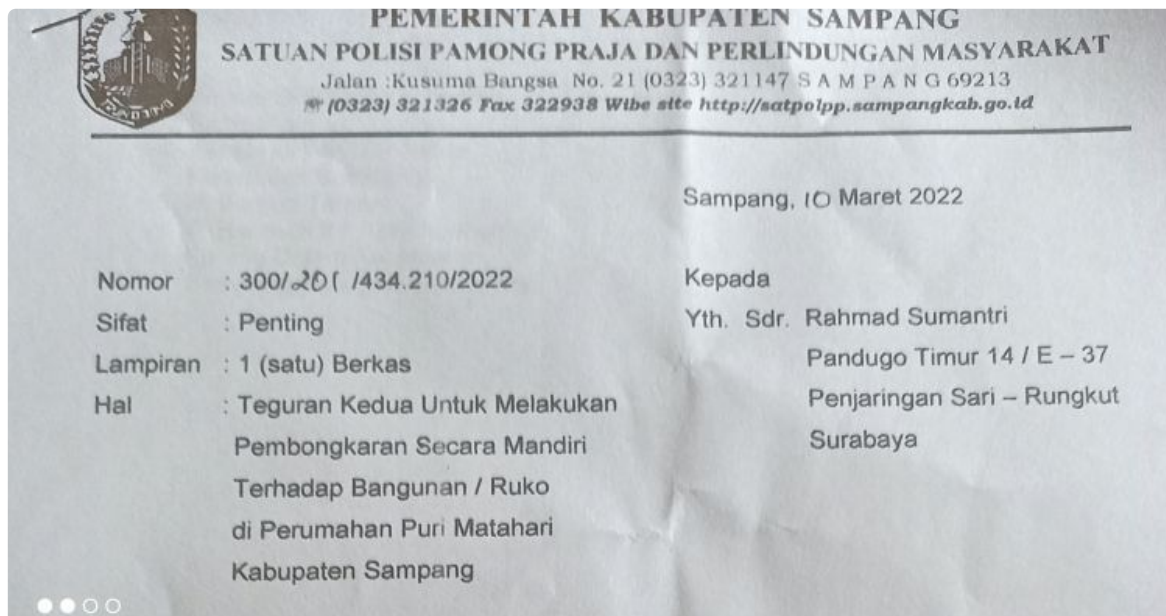 PEMERINTAH KABUPATEN SAMPANG
SATUAN POLISI PAMONG PRAJA DAN PERLINDUNGAN MASYARAKAT
Jalan :Kusuma Bangsa No. 21 (0323) 321147 S A M P A N G 69213
(0323) 321326 Fax 322938 Wibe site http://satpolpp.sampangkab.go.id
Sampang, 10 Maret 2022
Nomor : 300/201 /434.210/2022
Sifat : Penting
Lampiran : 1 (satu) Berkas
Hal : Teguran Kedua Untuk Melakukan
Pembongkaran Secara Mandiri
Terhadap Bangunan / Ruko
di Perumahan Puri Matahari
Kabupaten Sampang
Kepada
Yth. Sdr. Rahmad Sumantri
Pandugo Timur 14 / E – 37
Penjaringan Sari – Rungkut
Surabaya